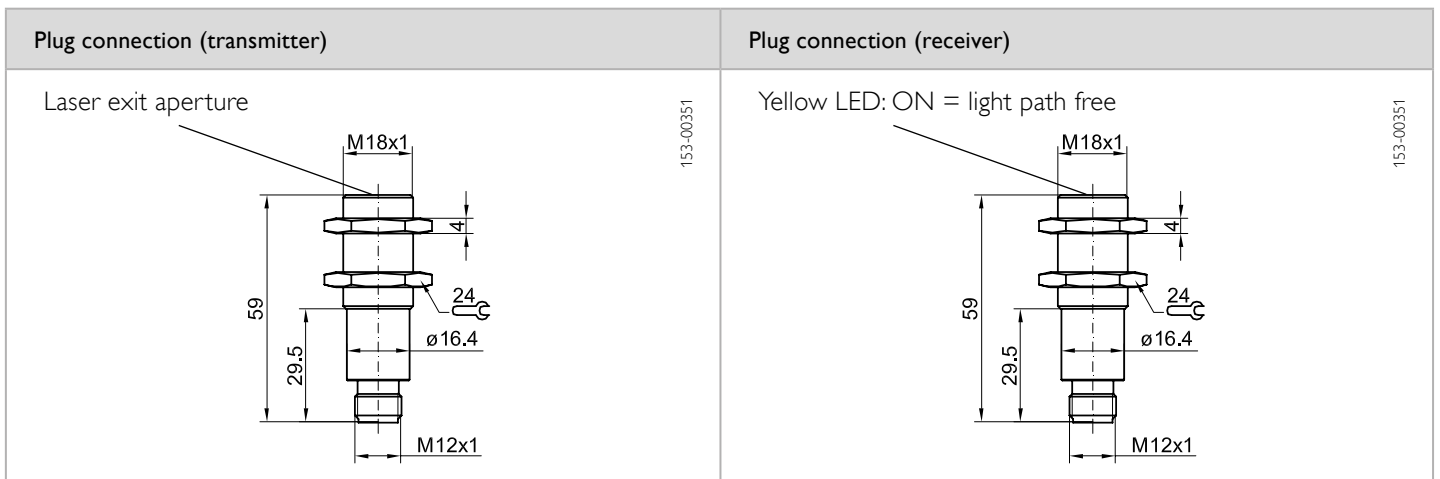 Plug connection (transmitter)
Plug connection (receiver)
Laser exit aperture
153-00351
M18x1
4
59
24
ø16.4
29.5
M12x1
Yellow LED: ON = light path free
153-00351
M18x1
4
59
24
ø16.4
29.5
M12x1